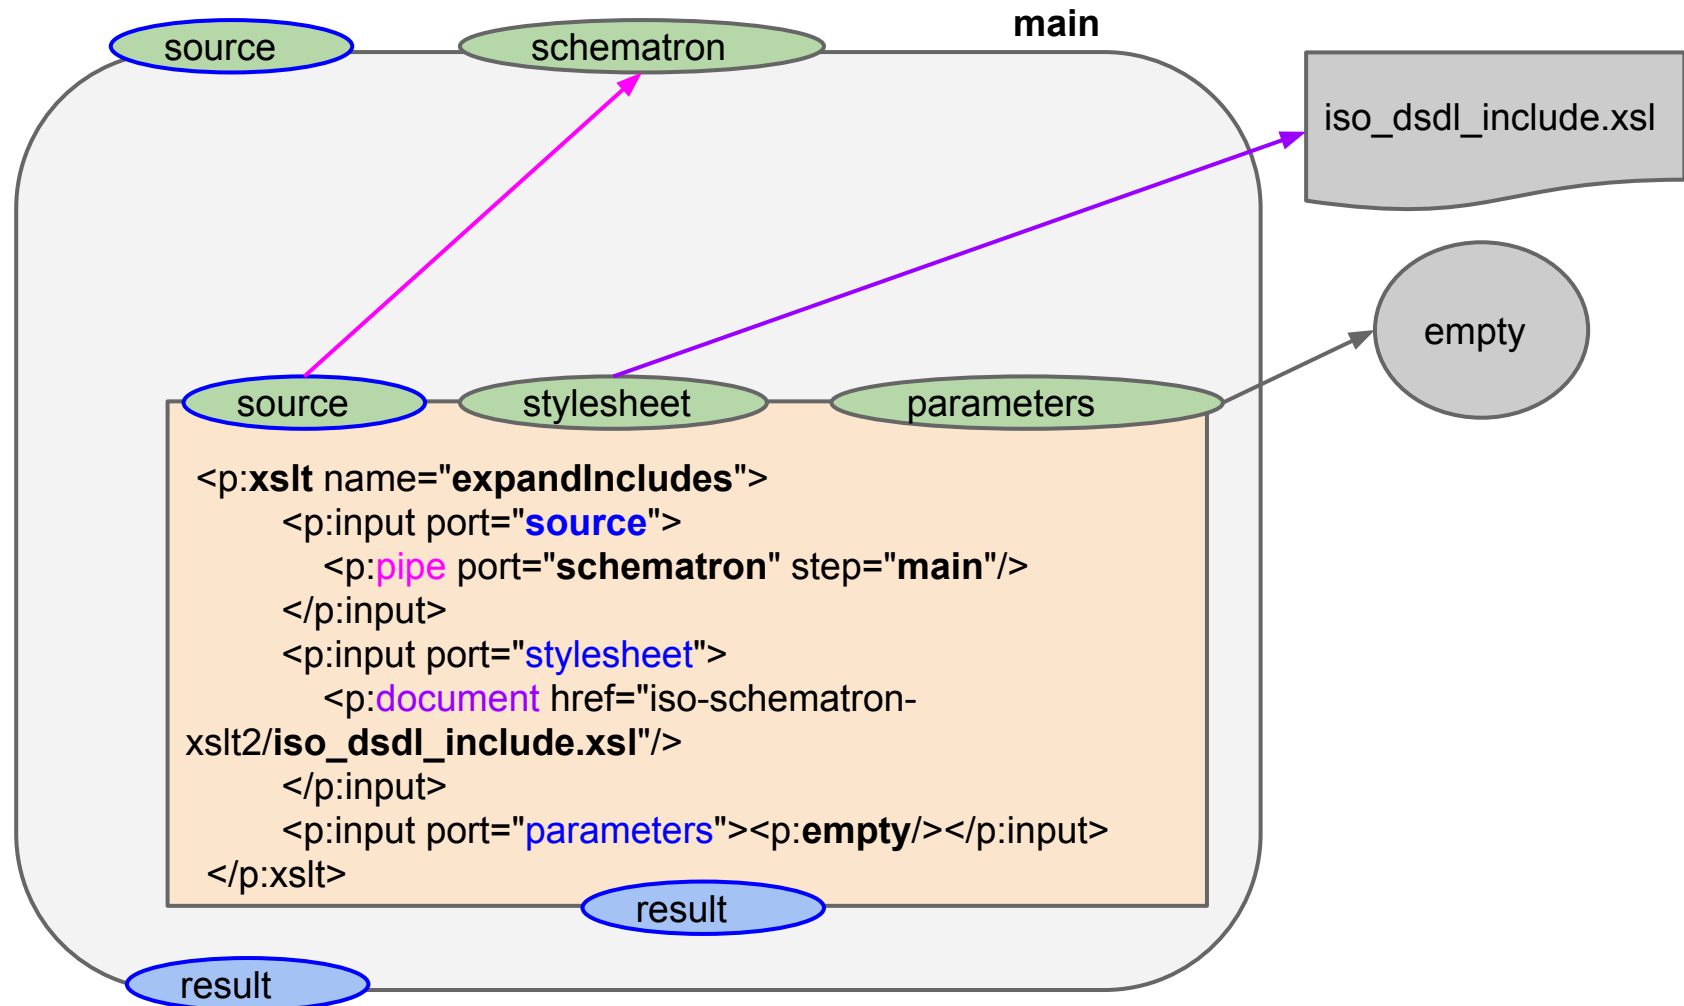 main
source
schematron
iso_dsdl_include.xsl
empty
source
stylesheet
parameters
<p:xslt name="expandIncludes">
<p:input port="source">
<p:pipe port="schematron" step="main"/>
</p:input>
<p:input port="stylesheet">
<p:document href="iso-schematron-
xslt2/iso_dsdl_include.xsl"/>
</p:input>
<p:input port="parameters"><p:empty/></p:input>
</p:xslt>
result
result